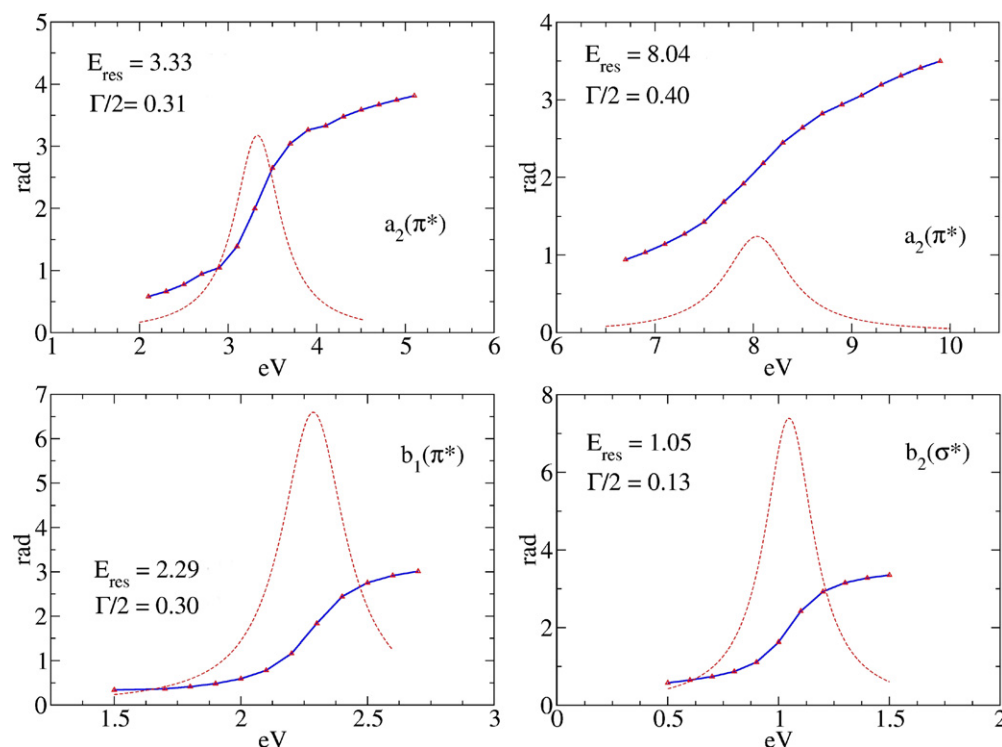 5
4
3
2
1
0
rad
E_res = 3.33
Γ/2= 0.31
a_2(π*)
1 2 3 4 5 6
eV
4
3
2
1
0
rad
E_res = 8.04
Γ/2 = 0.40
a_2(π*)
6 7 8 9 10
eV
7
6
5
4
3
2
1
0
rad
b_1(π*)
E_res = 2.29
Γ/2 = 0.30
1.5 2 2.5 3
eV
8
6
4
2
0
rad
E_res = 1.05
Γ/2 = 0.13
b_2(σ*)
0 0.5 1 1.5 2
eV